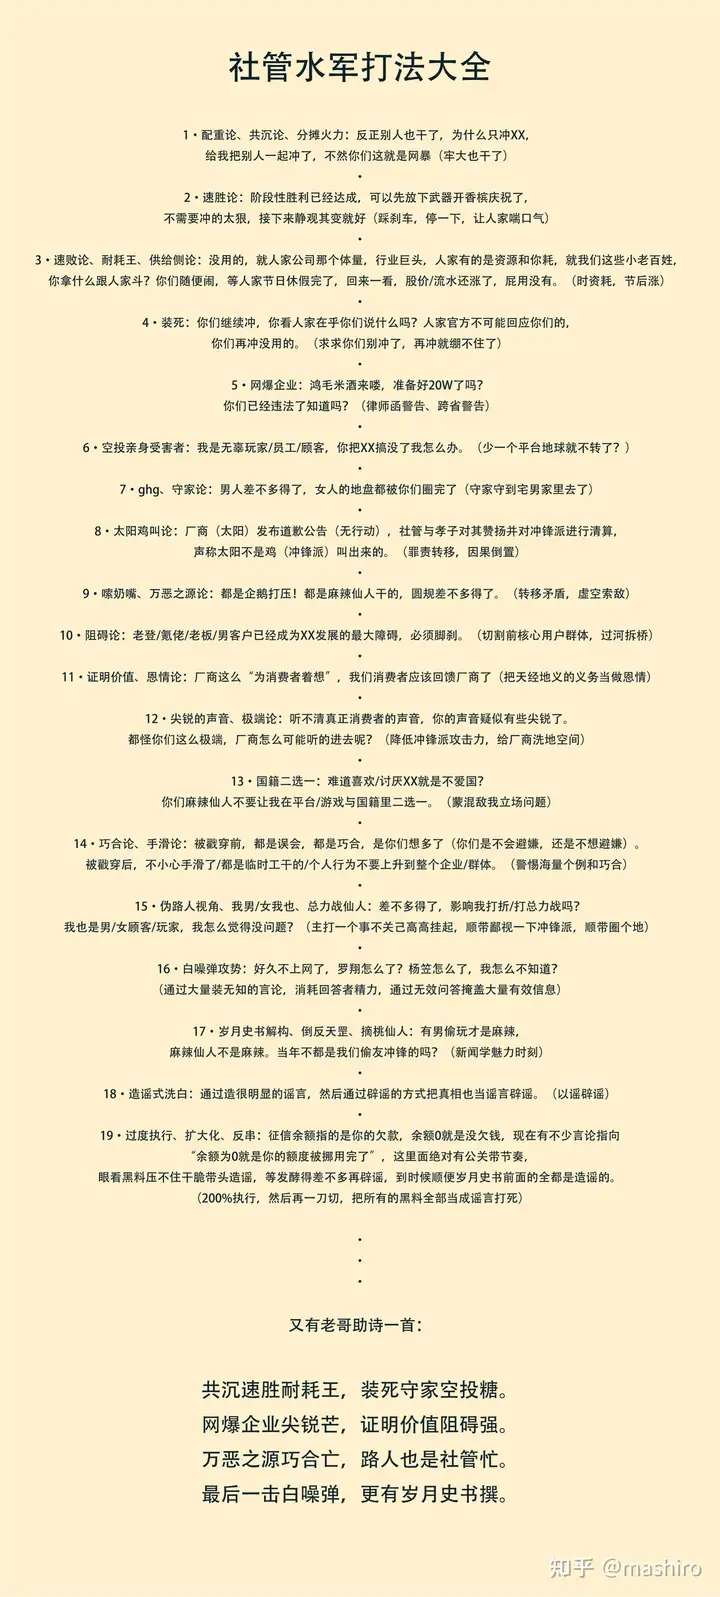 社管水军打法大全
1·配重论、共沉论、分摊火力：反正别人也干了，为什么只冲XX，
给我把别人一起冲了，不然你们这就是网暴（牢大也干了）
·
2·速胜论：阶段性胜利已经达成，可以先放下武器开香槟庆祝了，
不需要冲的太狠，接下来静观其变就好（踩刹车，停一下，让人家喘口气）
·
3·速败论、耐耗王、供给侧论：没用的，就人家公司那个体量，行业巨头，人家有的是资源和你耗，就我们这些小老百姓，
你拿什么跟人家斗？你们随便闹，等人家节日休假完了，回来一看，股价/流水还涨了，屁用没有。（时资耗，节后涨）
·
4·装死：你们继续冲，你看人家在乎你们说什么吗？人家官方不可能回应你们的，
你们再冲没用的。（求求你们别冲了，再冲就绷不住了）
·
5·网爆企业：鸿毛米酒来喽，准备好20W了吗？
你们已经违法了知道吗？（律师函警告、跨省警告）
·
6·空投亲身受害者：我是无辜玩家/员工/顾客，你把XX搞没了我怎么办。（少一个平台地球就不转了？）
·
7·ghg、守家论：男人差不多得了，女人的地盘都被你们圈完了（守家守到宅男家里去了）
·
8·太阳鸡叫论：厂商（太阳）发布道歉公告（无行动），社管与孝子对其赞扬并对冲锋派进行清算，
声称太阳不是鸡（冲锋派）叫出来的。（罪责转移，因果倒置）
·
9·嗦奶嘴、万恶之源论：都是企鹅打压！都是麻辣仙人干的，圆规差不多得了。（转移矛盾，虚空索敌）
·
10·阻碍论：老登/氪佬/老板/男客户已经成为XX发展的最大障碍，必须脚刹。（切割前核心用户群体，过河拆桥）
·
11·证明价值、恩情论：厂商这么“为消费者着想”，我们消费者应该回馈厂商了（把天经地义的义务当做恩情）
·
12·尖锐的声音、极端论：听不清真正消费者的声音，你的声音疑似有些尖锐了。
都怪你们这么极端，厂商怎么可能听的进去呢？（降低冲锋派攻击力，给厂商洗地空间）
·
13·国籍二选一：难道喜欢/讨厌XX就是不爱国？
你们麻辣仙人不要让我在平台/游戏与国籍里二选一。（蒙混敌我立场问题）
·
14·巧合论、手滑论：被戳穿前，都是误会，都是巧合，是你们想多了（你们是不会避嫌，还是不想避嫌）。
被戳穿后，不小心手滑了/都是临时工干的/个人行为不要上升到整个企业/群体。（警惕海量个例和巧合）
·
15·伪路人视角、我男/女我也、总力战仙人：差不多得了，影响我打折/打总力战吗？
我也是男/女顾客/玩家，我怎么觉得没问题？（主打一个事不关己高高挂起，顺带鄙视一下冲锋派，顺带圈个地）
·
16·白噪弹攻势：好久不上网了，罗翔怎么了？杨笠怎么了，我怎么不知道？
（通过大量装无知的言论，消耗回答者精力，通过无效问答掩盖大量有效信息）
·
17·岁月史书解构、倒反天罡、摘桃仙人：有男偷玩才是麻辣，
麻辣仙人不是麻辣。当年不都是我们偷友冲锋的吗？（新闻学魅力时刻）
·
18·造谣式洗白：通过造很明显的谣言，然后通过辟谣的方式把真相也当谣言辟谣。（以谣辟谣）
·
19·过度执行、扩大化、反串：征信余额指的是你的欠款，余额0就是没欠钱，现在有不少言论指向
“余额为0就是你的额度被挪用完了”，这里面绝对有公关带节奏，
眼看黑料压不住干脆带头造谣，等发酵得差不多再辟谣，到时候顺便岁月史书前面的全都是造谣的。
（200%执行，然后再一刀切，把所有的黑料全部当成谣言打死）
·
·
·
又有老哥助诗一首：
共沉速胜耐耗王，装死守家空投糖。
网爆企业尖锐芒，证明价值阻碍强。
万恶之源巧合亡，路人也是社管忙。
最后一击白噪弹，更有岁月史书撰。
知乎 @mashiro